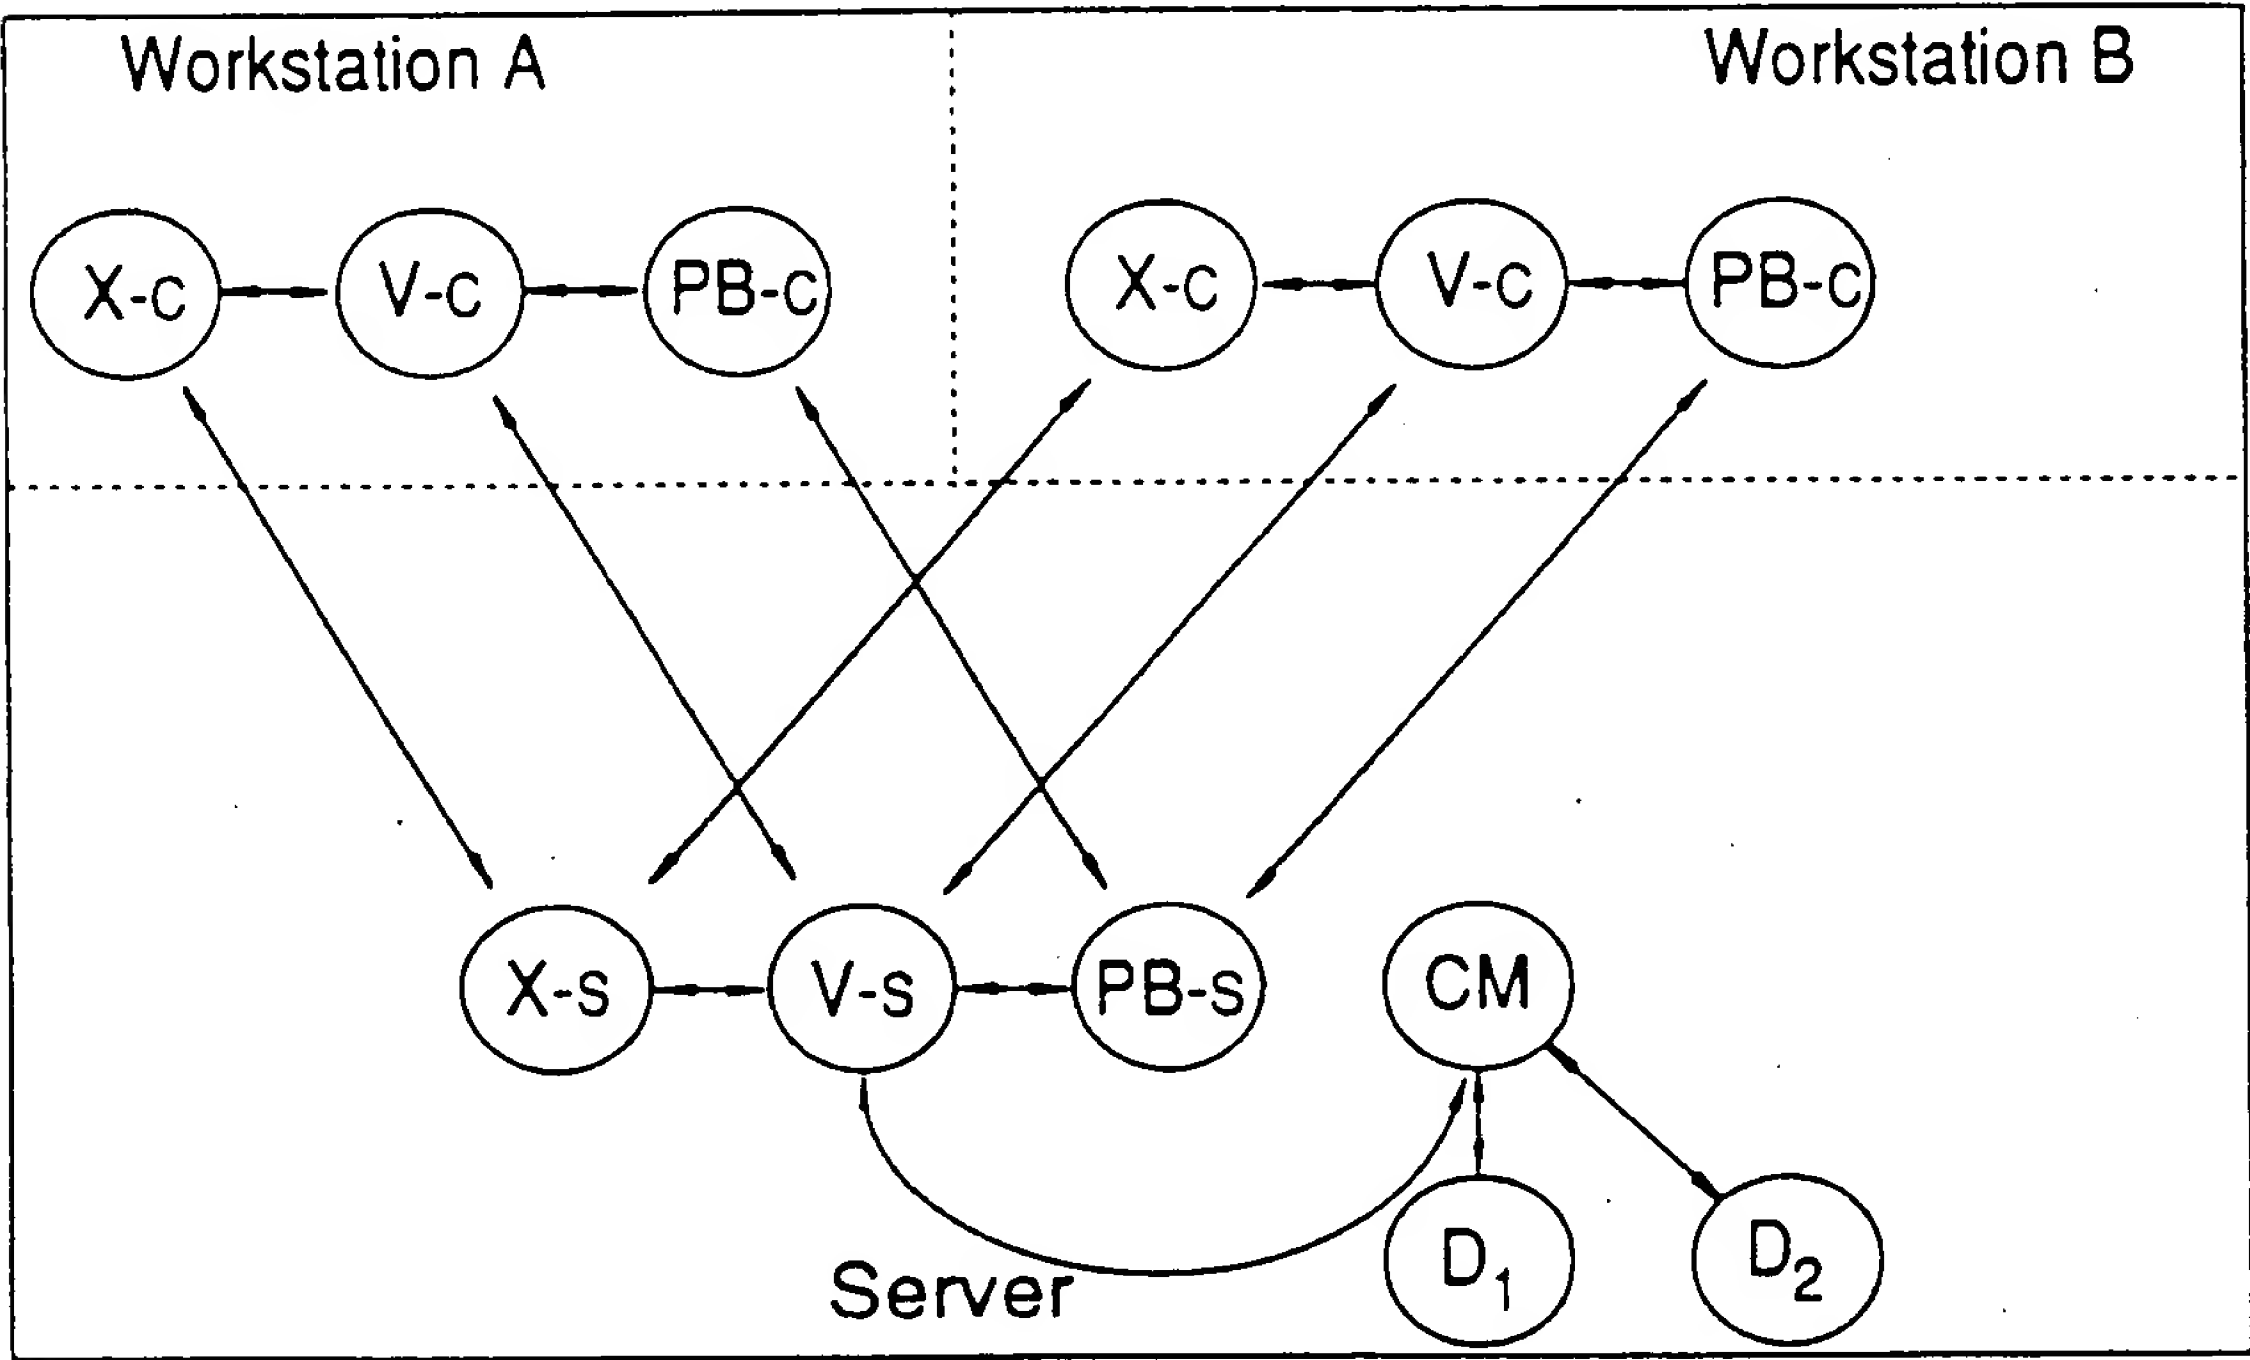 Workstation A
Workstation B
X-c
V-c
PB-c
X-c
V-c
PB-c
X-s
V-s
PB-s
CM
Server
D1
D2